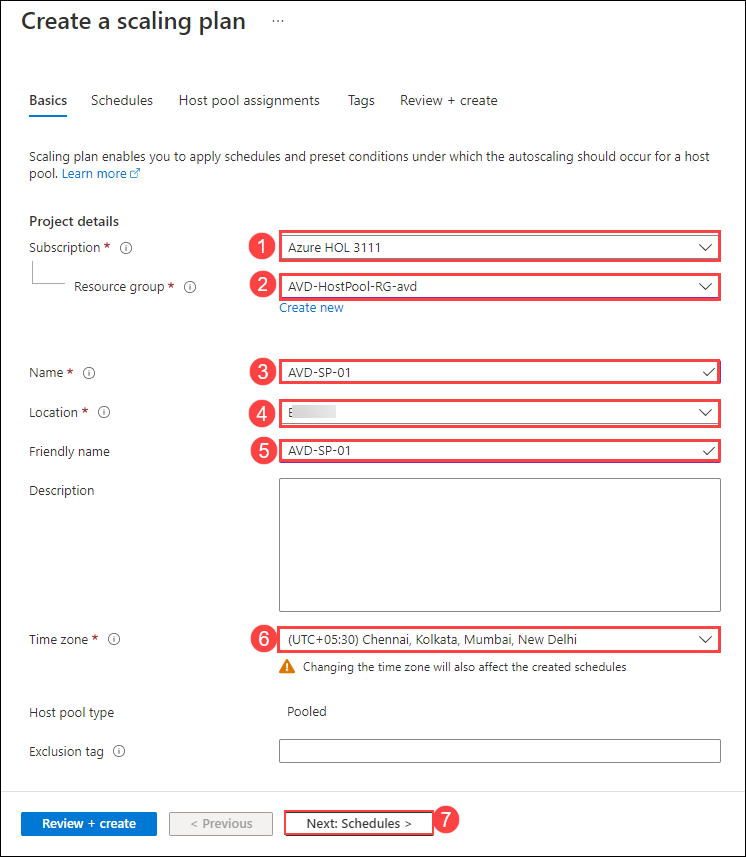 Create a scaling plan ...
Basics Schedules Host pool assignments Tags Review + create
Scaling plan enables you to apply schedules and preset conditions under which the autoscaling should occur for a host
pool. Learn more
Project details
Subscription * 1 Azure HOL 3111
Resource group * 2 AVD-HostPool-RG-avd
Create new
Name * 3 AVD-SP-01
Location * 4
Friendly name 5 AVD-SP-01
Description
Time zone * 6 (UTC+05:30) Chennai, Kolkata, Mumbai, New Delhi
Changing the time zone will also affect the created schedules
Host pool type Pooled
Exclusion tag
Review + create < Previous Next: Schedules > 7